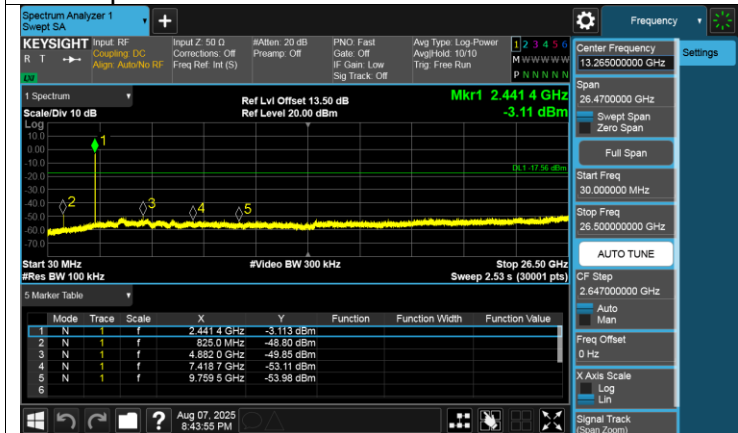 Spectrum Analyzer 1
Swept SA
+
Frequency
KEYSIGHT
R T
LXI
Input: RF
Coupling: DC
Align: Auto/No RF
Input Z: 50 Ω
Corrections: Off
Freq Ref: Int (S)
#Atten: 20 dB
Preamp: Off
PNO: Fast
Gate: Off
IF Gain: Low
Sig Track: Off
Avg Type: Log-Power
Avg|Hold: 10/10
Trig: Free Run
1 2 3 4 5 6
M W W W W W
P N N N N N
1 Spectrum
Scale/Div 10 dB
Ref Lvl Offset 13.50 dB
Ref Level 20.00 dBm
Mkr1 2.441 4 GHz
-3.11 dBm
Log
10.0
0.00
-10.0
-20.0
-30.0
-40.0
-50.0
-60.0
-70.0
1
2
3
4
5
DL1 -17.56 dBm
Start 30 MHz
#Res BW 100 kHz
#Video BW 300 kHz
Stop 26.50 GHz
Sweep 2.53 s (30001 pts)
5 Marker Table
Mode Trace Scale X Y Function Function Width Function Value
1 N 1 f 2.441 4 GHz -3.113 dBm
2 N 1 f 825.0 MHz -48.80 dBm
3 N 1 f 4.882 0 GHz -49.85 dBm
4 N 1 f 7.418 7 GHz -53.11 dBm
5 N 1 f 9.759 5 GHz -53.98 dBm
6
?
Aug 07, 2025
8:43:55 PM
Center Frequency
13.265000000 GHz
Settings
Span
26.4700000 GHz
Swept Span
Zero Span
Full Span
Start Freq
30.000000 MHz
Stop Freq
26.500000000 GHz
AUTO TUNE
CF Step
2.647000000 GHz
Auto
Man
Freq Offset
0 Hz
X Axis Scale
Log
Lin
Signal Track
(Span Zoom)